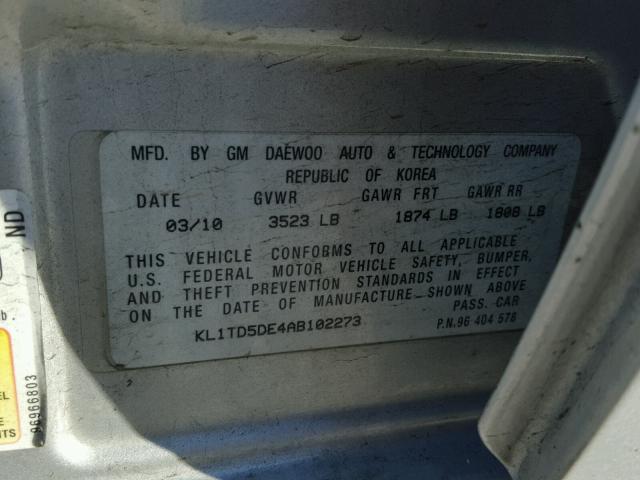 MFD. BY GM DAEWOO AUTO & TECHNOLOGY COMPANY
REPUBLIC OF KOREA
DATE GVWR GAWR FRT GAWR RR
03/10 3523 LB 1874 LB 1808 LB
THIS VEHICLE CONFORMS TO ALL APPLICABLE
U.S. FEDERAL MOTOR VEHICLE SAFETY, BUMPER,
AND THEFT PREVENTION STANDARDS IN EFFECT
ON THE DATE OF MANUFACTURE SHOWN ABOVE
PASS. CAR
KL1TD5DE4AB102273 P.N.96 404 578
ND
96966803